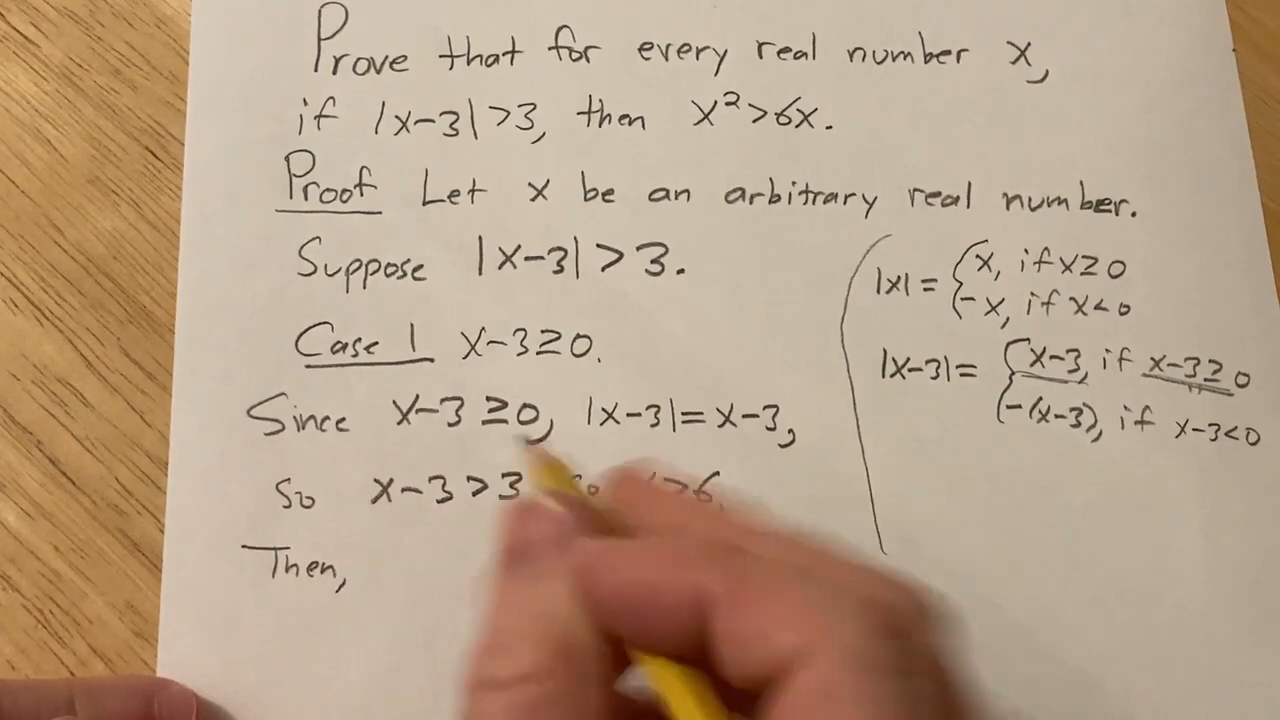 Prove that for every real number x,
if |x-3|>3, then x²>6x.
Proof Let x be an arbitrary real number.
Suppose |x-3|>3.
Case 1 x-3≥0.
Since x-3≥0, |x-3|=x-3,
so x-3>3 so >6.
Then,
|x|= {x, if x≥0
{-x, if x<0
|x-3|= {x-3, if x-3≥0
{-(x-3), if x-3<0